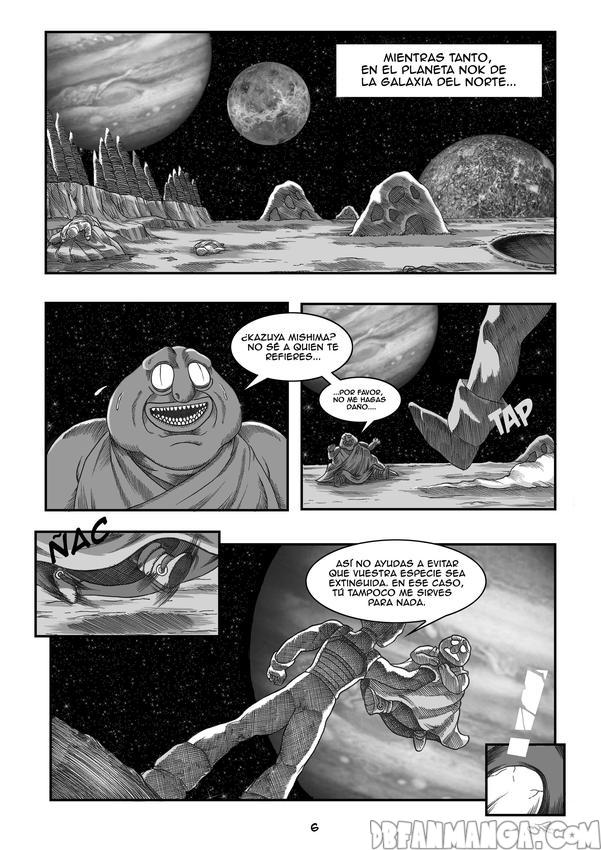 MIENTRAS TANTO,
EN EL PLANETA NOK DE
LA GALAXIA DEL NORTE...
¿KAZUYA MISHIMA?
NO SÉ A QUIEN TE
REFIERES...
...POR FAVOR,
NO ME HAGAS
DAÑO....
TAP
ÑAC
ASÍ NO AYUDAS A EVITAR
QUE VUESTRA ESPECIE SEA
EXTINGUIDA. EN ESE CASO,
TÚ TAMPOCO ME SIRVES
PARA NADA.
!
6
DBFANMANGA.COM